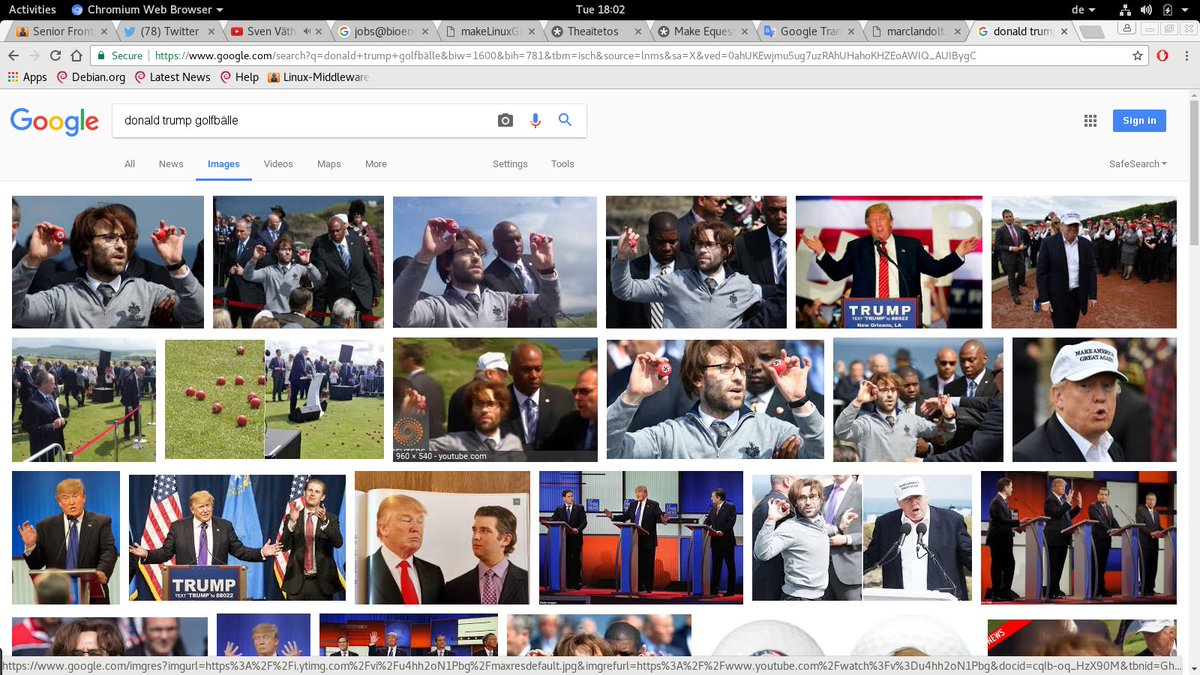 Activities Chromium Web Browser Tue 18:02 de
Senior Front (78) Twitter Sven Väth jobs@bioen makeLinuxG Theaitetos Make Eques Google Tran marclandolt. donald trum
Secure https://www.google.com/search?q=donald+trump+golfbälle&biw=1600&bih=781&tbm=isch&source=lnms&sa=X&ved=0ahUKEwjmu5ug7uzRAhUHahoKHZEoAWIQ_AUIBygC
Apps Debian.org Latest News Help Linux-Middleware
Google donald trump golfbälle Sign in
All News Images Videos Maps More Settings Tools SafeSearch
TRUMP
TEXT "TRUMP" to 88022
New Orleans, LA
MAKE AMERICA
GREAT AGAIN
REUTERS
960 × 540 - youtube.com
TRUMP
TEXT "TRUMP" to 88022
NEWS
https://www.google.com/imgres?imgurl=https%3A%2F%2Fi.ytimg.com%2Fvi%2Fu4hh2oN1Pbg%2Fmaxresdefault.jpg&imgrefurl=https%3A%2F%2Fwww.youtube.com%2Fwatch%3Fv%3Du4hh2oN1Pbg&docid=cqlb-oq_HzX90M&tbnid=Gh...